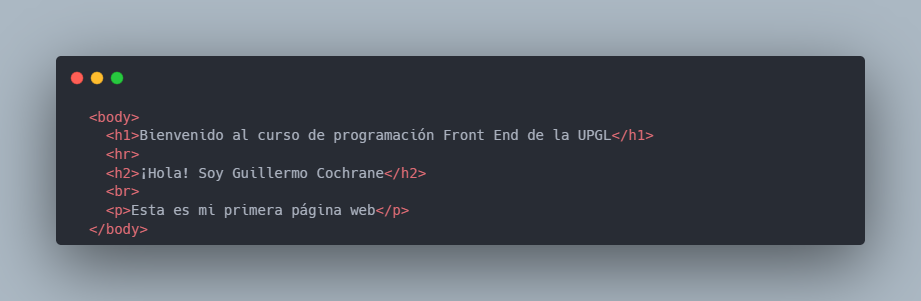 <body>
<h1>Bienvenido al curso de programación Front End de la UPGL</h1>
<hr>
<h2>¡Hola! Soy Guillermo Cochrane</h2>
<br>
<p>Esta es mi primera página web</p>
</body>